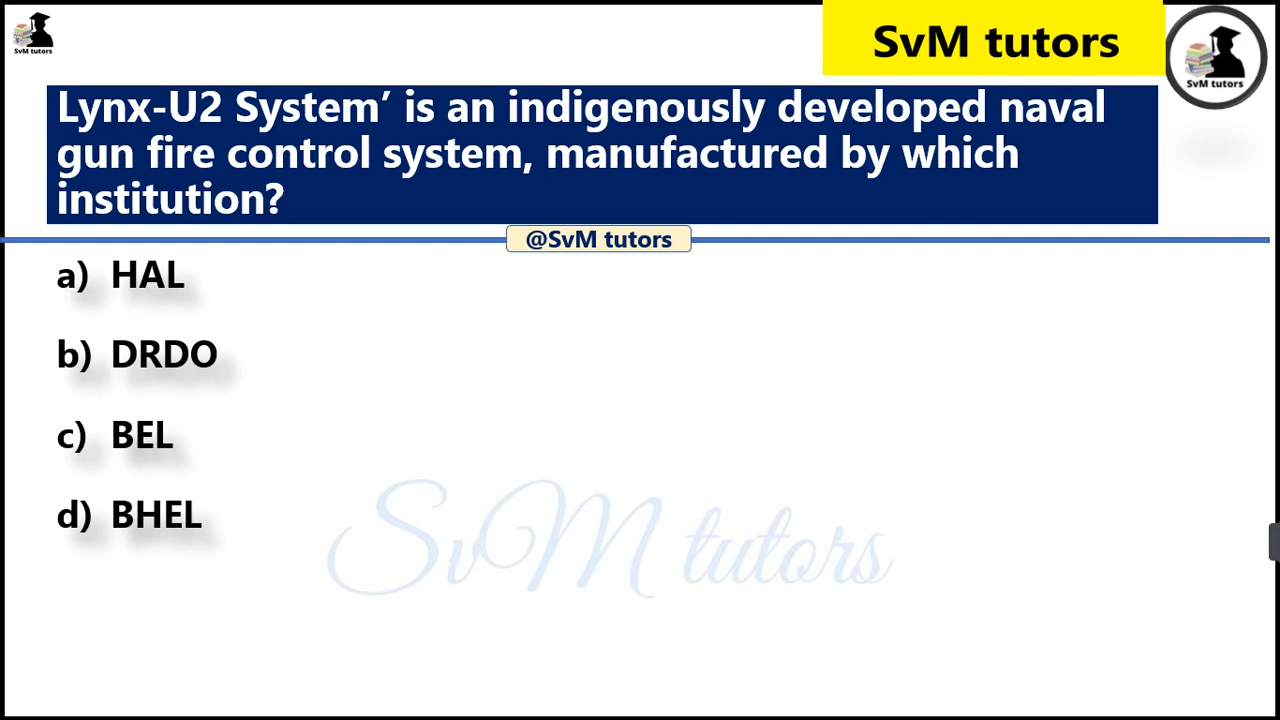 SvM tutors
SvM tutors
SvM tutors
Lynx-U2 System’ is an indigenously developed naval
gun fire control system, manufactured by which
institution?
@SvM tutors
a) HAL
b) DRDO
c) BEL
d) BHEL
SvM tutors